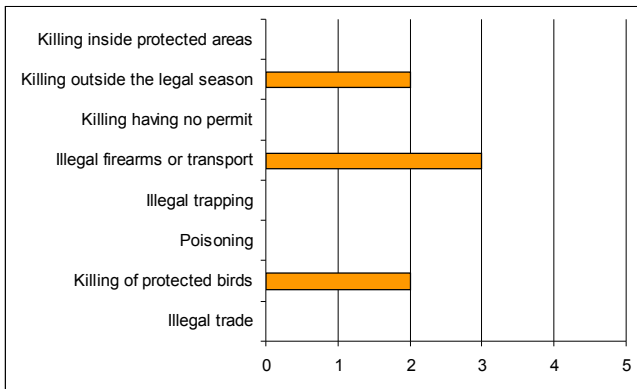 Killing inside protected areas
Killing outside the legal season
Killing having no permit
Illegal firearms or transport
Illegal trapping
Poisoning
Killing of protected birds
Illegal trade
0 1 2 3 4 5